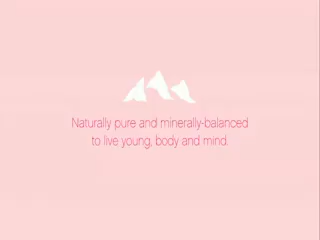 Naturally pure and minerally-balanced
to live young, body and mind.